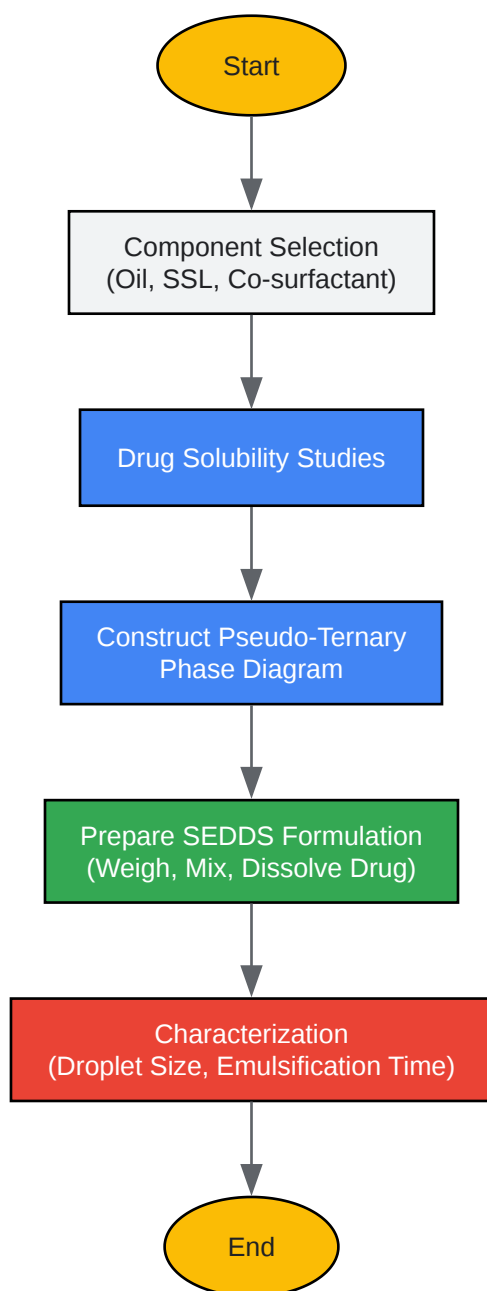 Start
Component Selection
(Oil, SSL, Co-surfactant)
Drug Solubility Studies
Construct Pseudo-Ternary
Phase Diagram
Prepare SEDDS Formulation
(Weigh, Mix, Dissolve Drug)
Characterization
(Droplet Size, Emulsification Time)
End